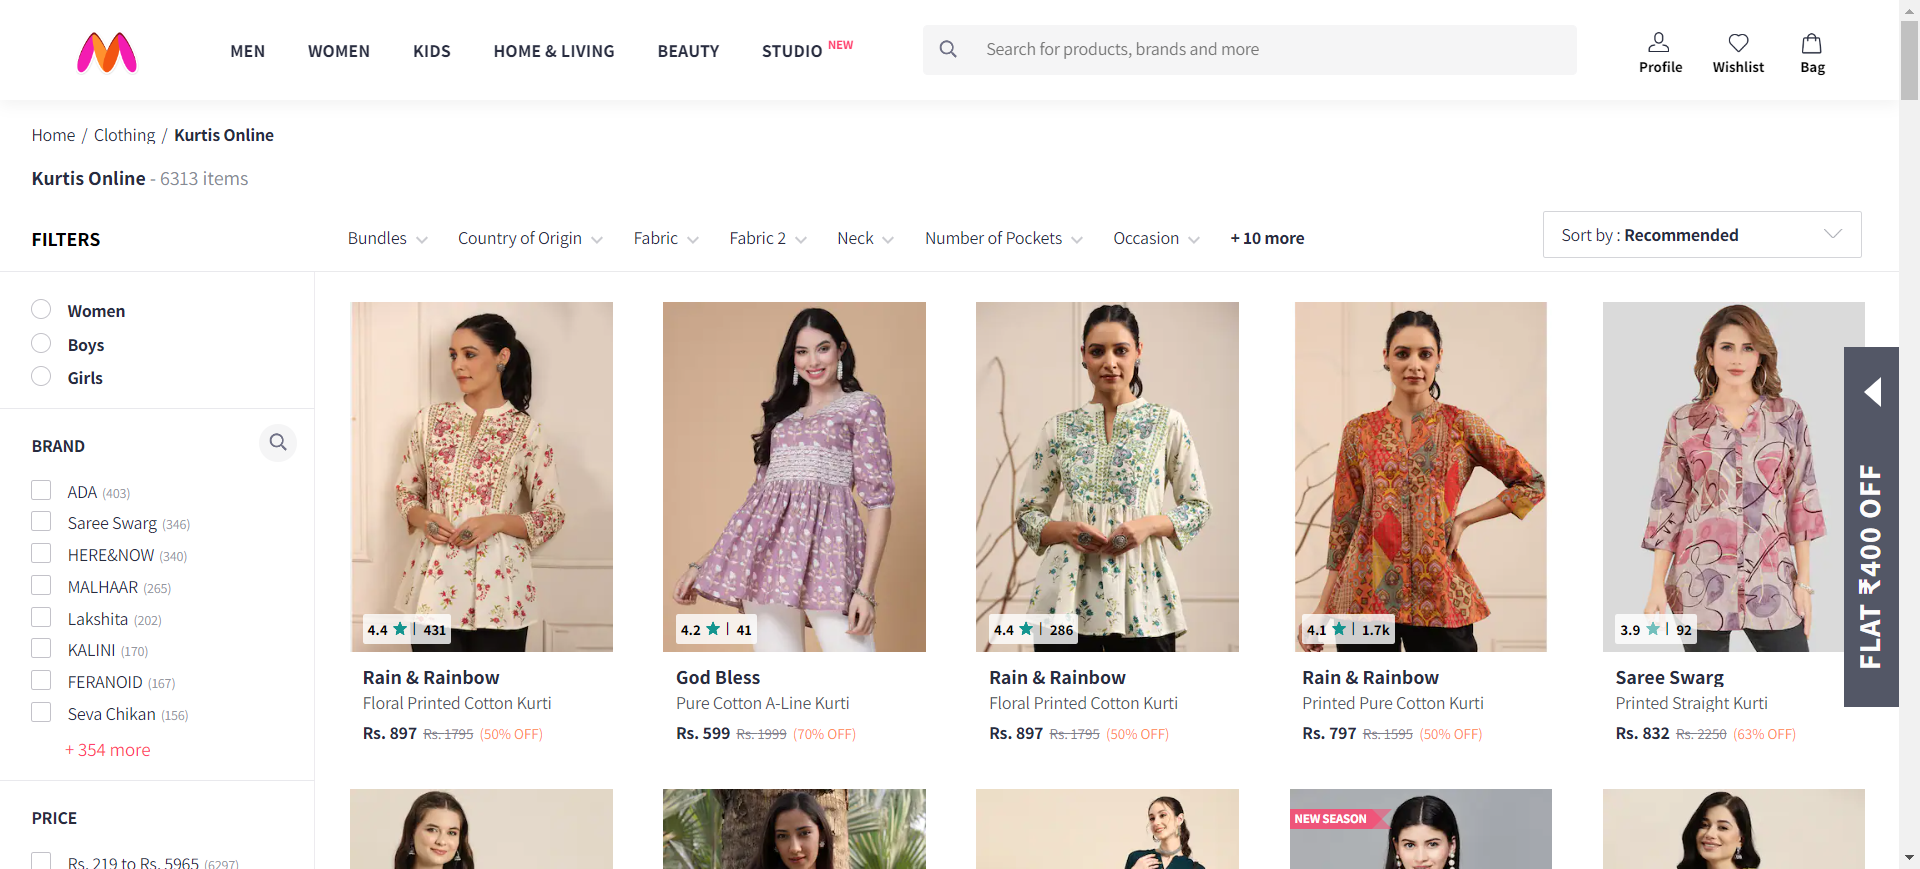 MEN WOMEN KIDS HOME & LIVING BEAUTY STUDIO NEW
Search for products, brands and more
Profile Wishlist Bag
Home / Clothing / Kurtis Online
Kurtis Online - 6313 items
FILTERS
Bundles Country of Origin Fabric Fabric 2 Neck Number of Pockets Occasion + 10 more
Sort by : Recommended
Women
Boys
Girls
BRAND
ADA (403)
Saree Swarg (346)
HERE&NOW (340)
MALHAAR (265)
Lakshita (202)
KALINI (170)
FERANOID (167)
Seva Chikan (156)
+ 354 more
PRICE
Rs. 219 to Rs. 5965 (6297)
4.4 ★ | 431
Rain & Rainbow
Floral Printed Cotton Kurti
Rs. 897 Rs. 1795 (50% OFF)
4.2 ★ | 41
God Bless
Pure Cotton A-Line Kurti
Rs. 599 Rs. 1999 (70% OFF)
4.4 ★ | 286
Rain & Rainbow
Floral Printed Cotton Kurti
Rs. 897 Rs. 1795 (50% OFF)
4.1 ★ | 1.7k
Rain & Rainbow
Printed Pure Cotton Kurti
Rs. 797 Rs. 1595 (50% OFF)
3.9 ★ | 92
Saree Swarg
Printed Straight Kurti
Rs. 832 Rs. 2250 (63% OFF)
FLAT ₹400 OFF
NEW SEASON